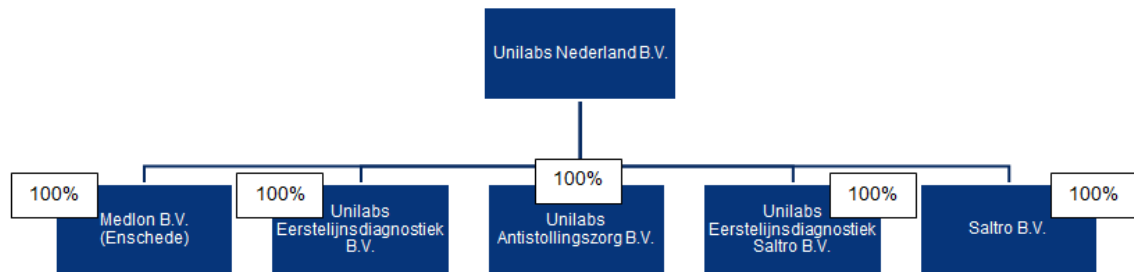 Unilabs Nederland B.V.
100%
Medlon B.V.
(Enschede)
100%
Unilabs
Eerstelijnsdiagnostiek
B.V.
100%
Unilabs
Antistollingszorg B.V.
100%
Unilabs
Eerstelijnsdiagnostiek
Saltro B.V.
100%
Saltro B.V.